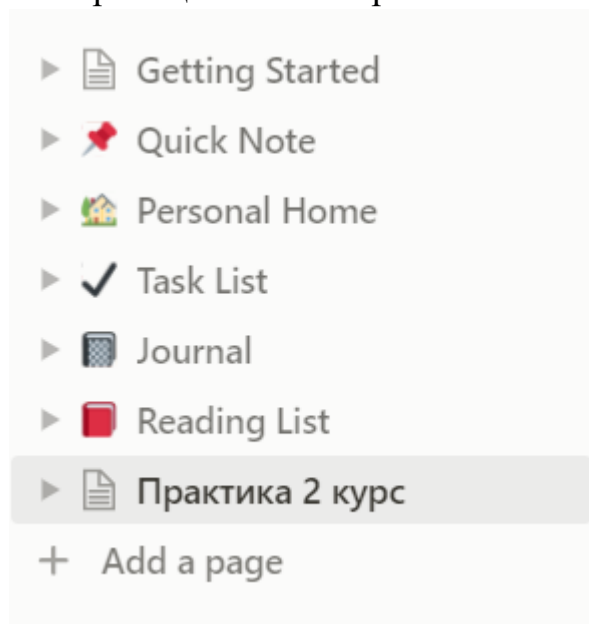 Getting Started
Quick Note
Personal Home
Task List
Journal
Reading List
Практика 2 курс
+ Add a page